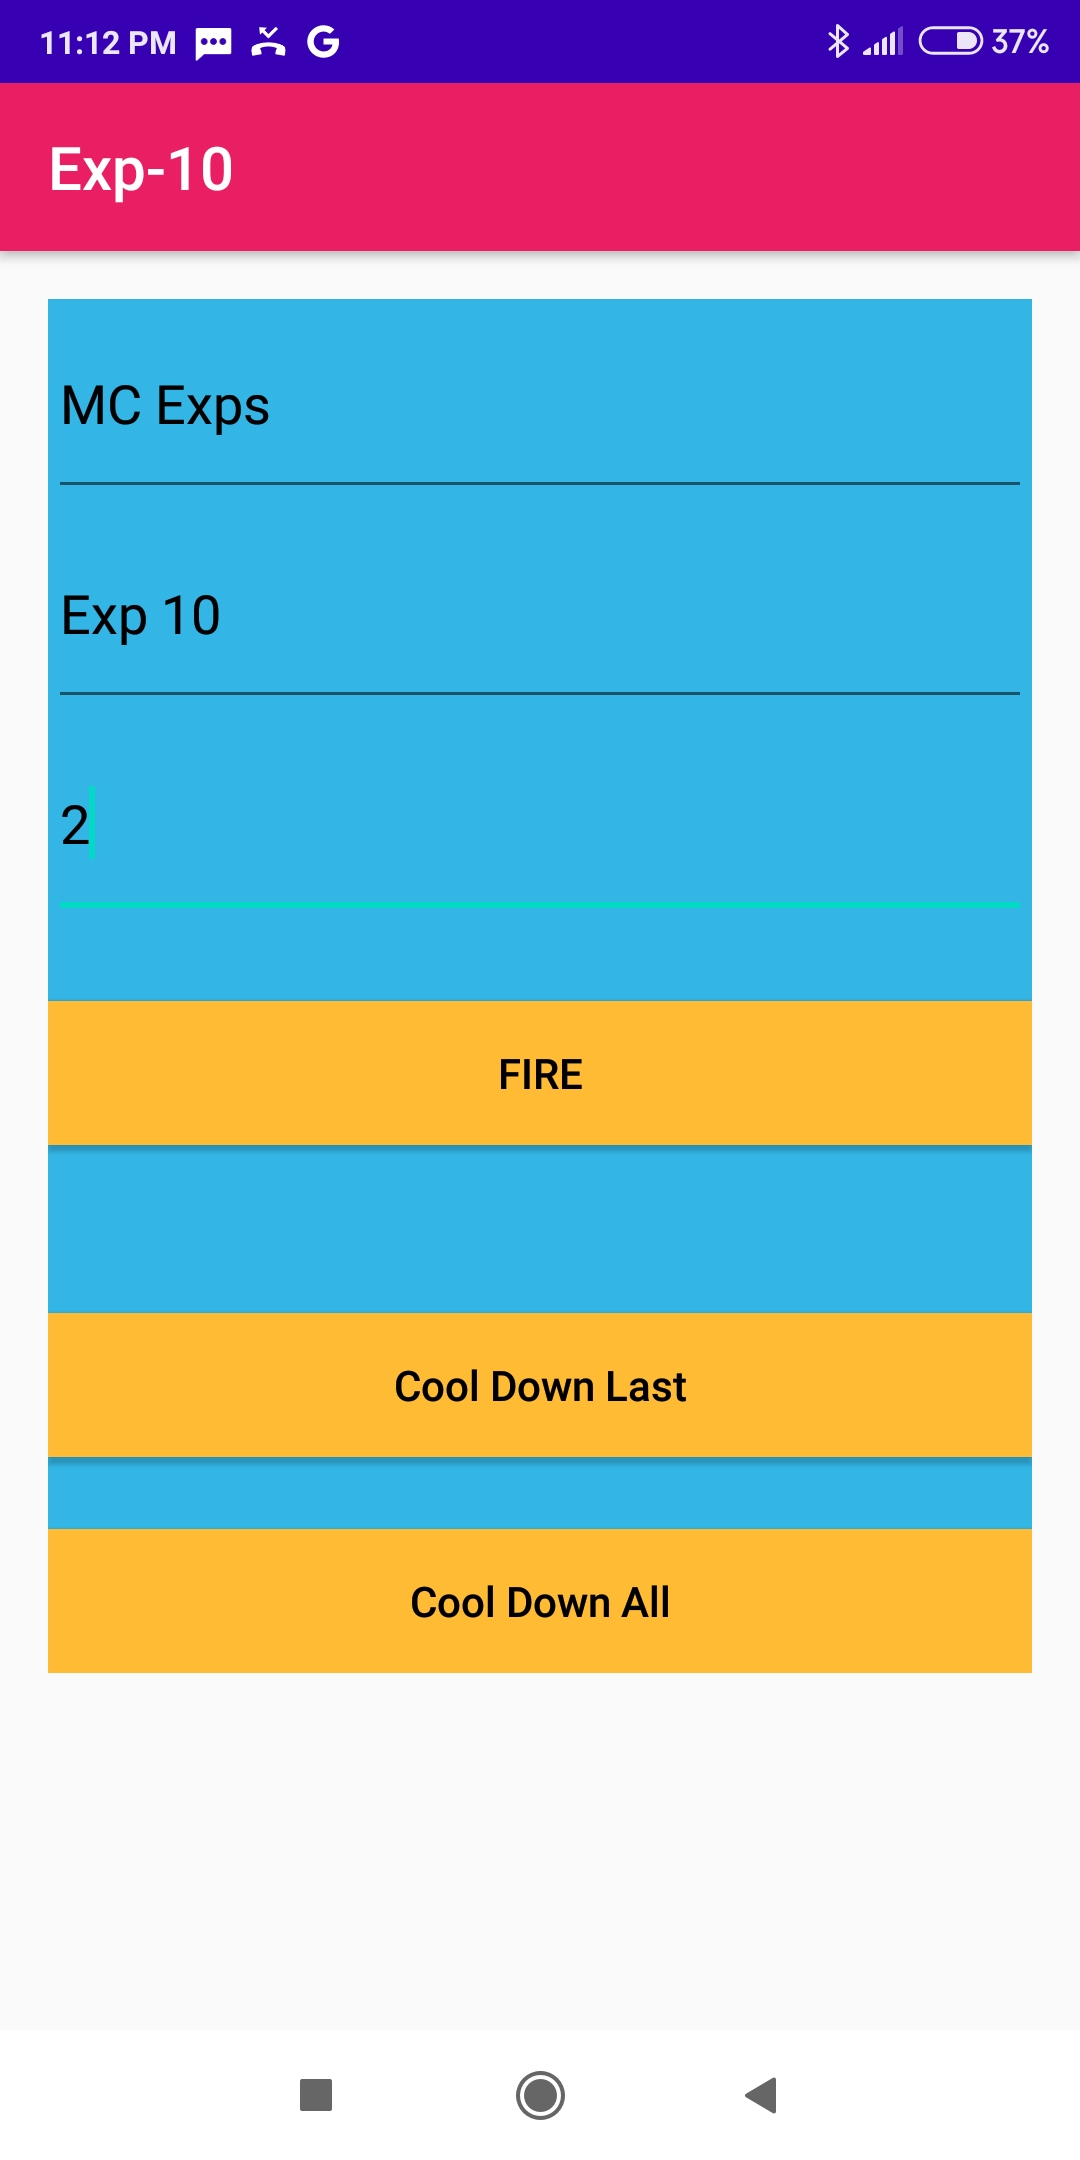 11:12 PM 37%
Exp-10
MC Exps
Exp 10
2
FIRE
Cool Down Last
Cool Down All